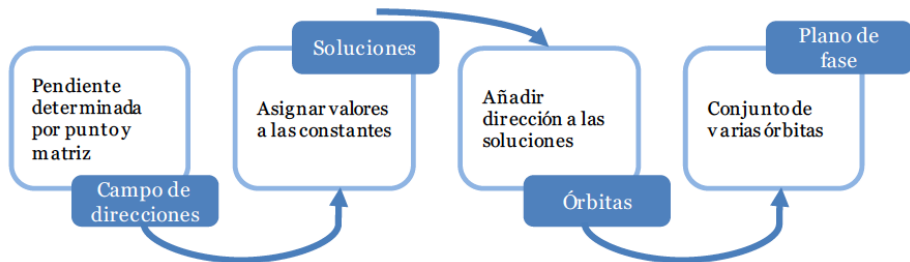 Pendiente
determinada
por punto y
matriz
Campo de
direcciones
Soluciones
Asignar valores
a las constantes
Añadir
dirección a las
soluciones
Órbitas
Plano de
fase
Conjunto de
varias órbitas